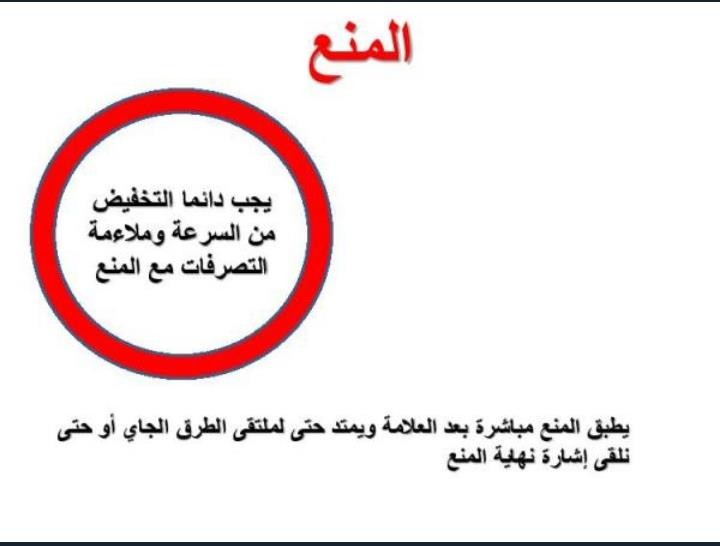 المنع
يجب دائما التخفيض
من السرعة وملاءمة
التصرفات مع المنع
يطبق المنع مباشرة بعد العلامة ويمتد حتى لملتقى الطرق الجاي أو حتى
نلقى إشارة نهاية المنع